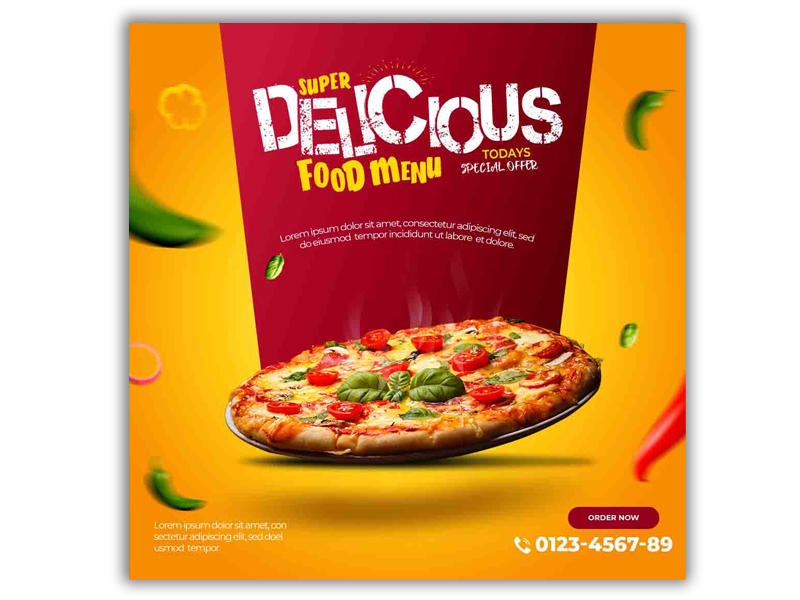 SUPER
DELICIOUS
FOOD MENU
TODAYS
SPECIAL OFFER
Lorem ipsum dolor sit amet, consectetur adipiscing elit, sed
do eiusmod tempor incididunt ut labore et dolore.
Lorem ipsum dolor sit amet, con
sectetur adipiscing elit, sed do ei
usmod tempor
ORDER NOW
0123-4567-89